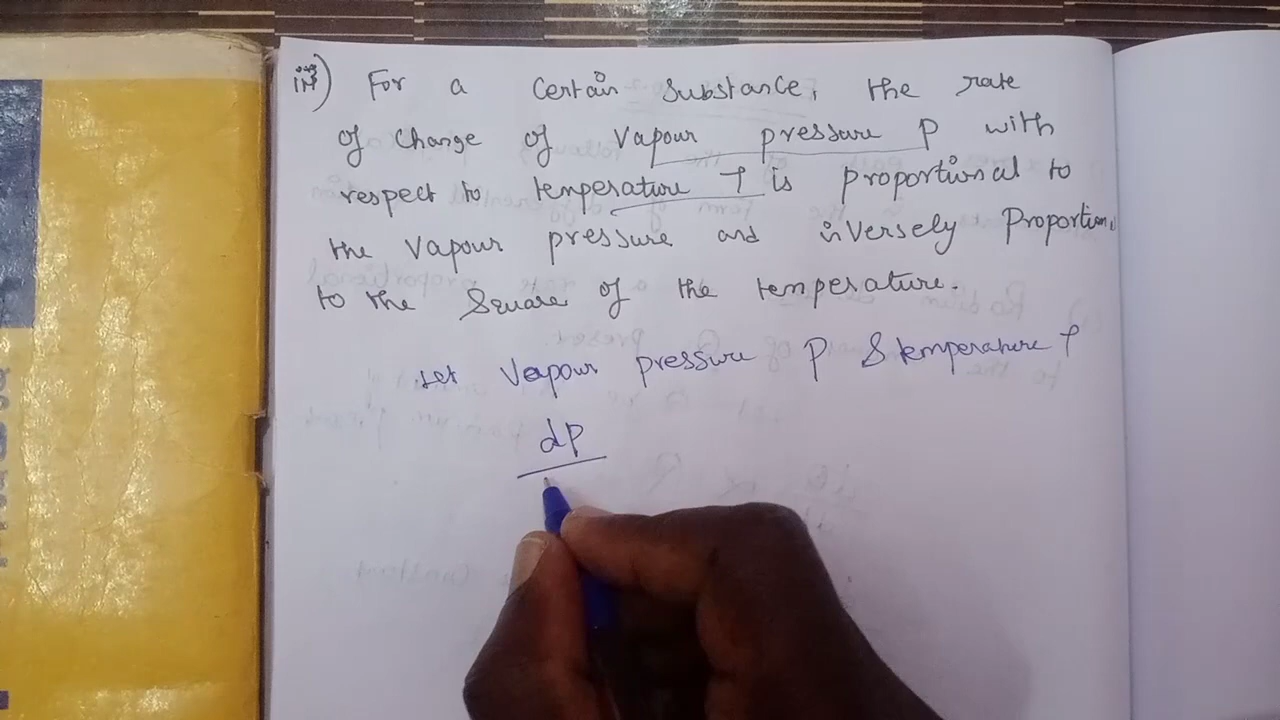 iii) For a Certain Substance, the rate
of change of Vapour pressure P with
respect to temperature T is proportional to
the Vapour pressure and inversely Proportion
to the Square of the temperature.
Let Vapour pressure P & temperature T
dP